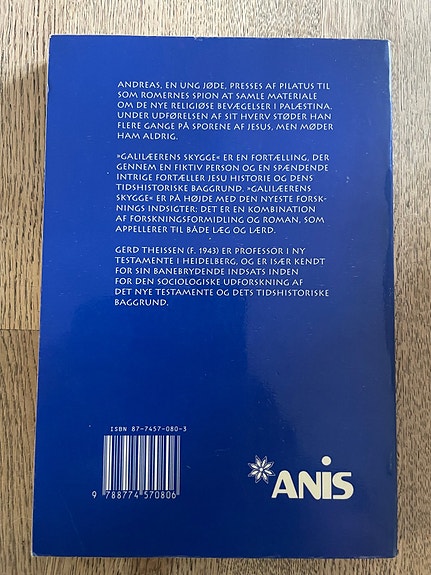 ANDREAS, EN UNG JØDE, PRESSES AF PILATUS TIL
SOM ROMERNES SPION AT SAMLE MATERIALE
OM DE NYE RELIGIØSE BEVÆGELSER I PALÆSTINA.
UNDER UDFØRELSEN AF SIT HVERV STØDER HAN
FLERE GANGE PÅ SPORENE AF JESUS, MEN MØDER
HAM ALDRIG.
»GALILÆERENS SKYGGE« ER EN FORTÆLLING, DER
GENNEM EN FIKTIV PERSON OG EN SPÆNDENDE
INTRIGE FORTÆLLER JESU HISTORIE OG DENS
TIDSHISTORISKE BAGGRUND. »GALILÆERENS
SKYGGE« ER PÅ HØJDE MED DEN NYESTE FORSK-
NINGS INDSIGTER; DET ER EN KOMBINATION
AF FORSKNINGSFORMIDLING OG ROMAN, SOM
APPELLERER TIL BÅDE LÆG OG LÆRD.
GERD THEISSEN (F. 1943) ER PROFESSOR I NY
TESTAMENTE I HEIDELBERG, OG ER ISÆR KENDT
FOR SIN BANEBRYDENDE INDSATS INDEN
FOR DEN SOCIOLOGISKE UDFORSKNING AF
DET NYE TESTAMENTE OG DETS TIDSHISTORISKE
BAGGRUND.
ISBN 87-7457-080-3
9 788774 570806
ANIS